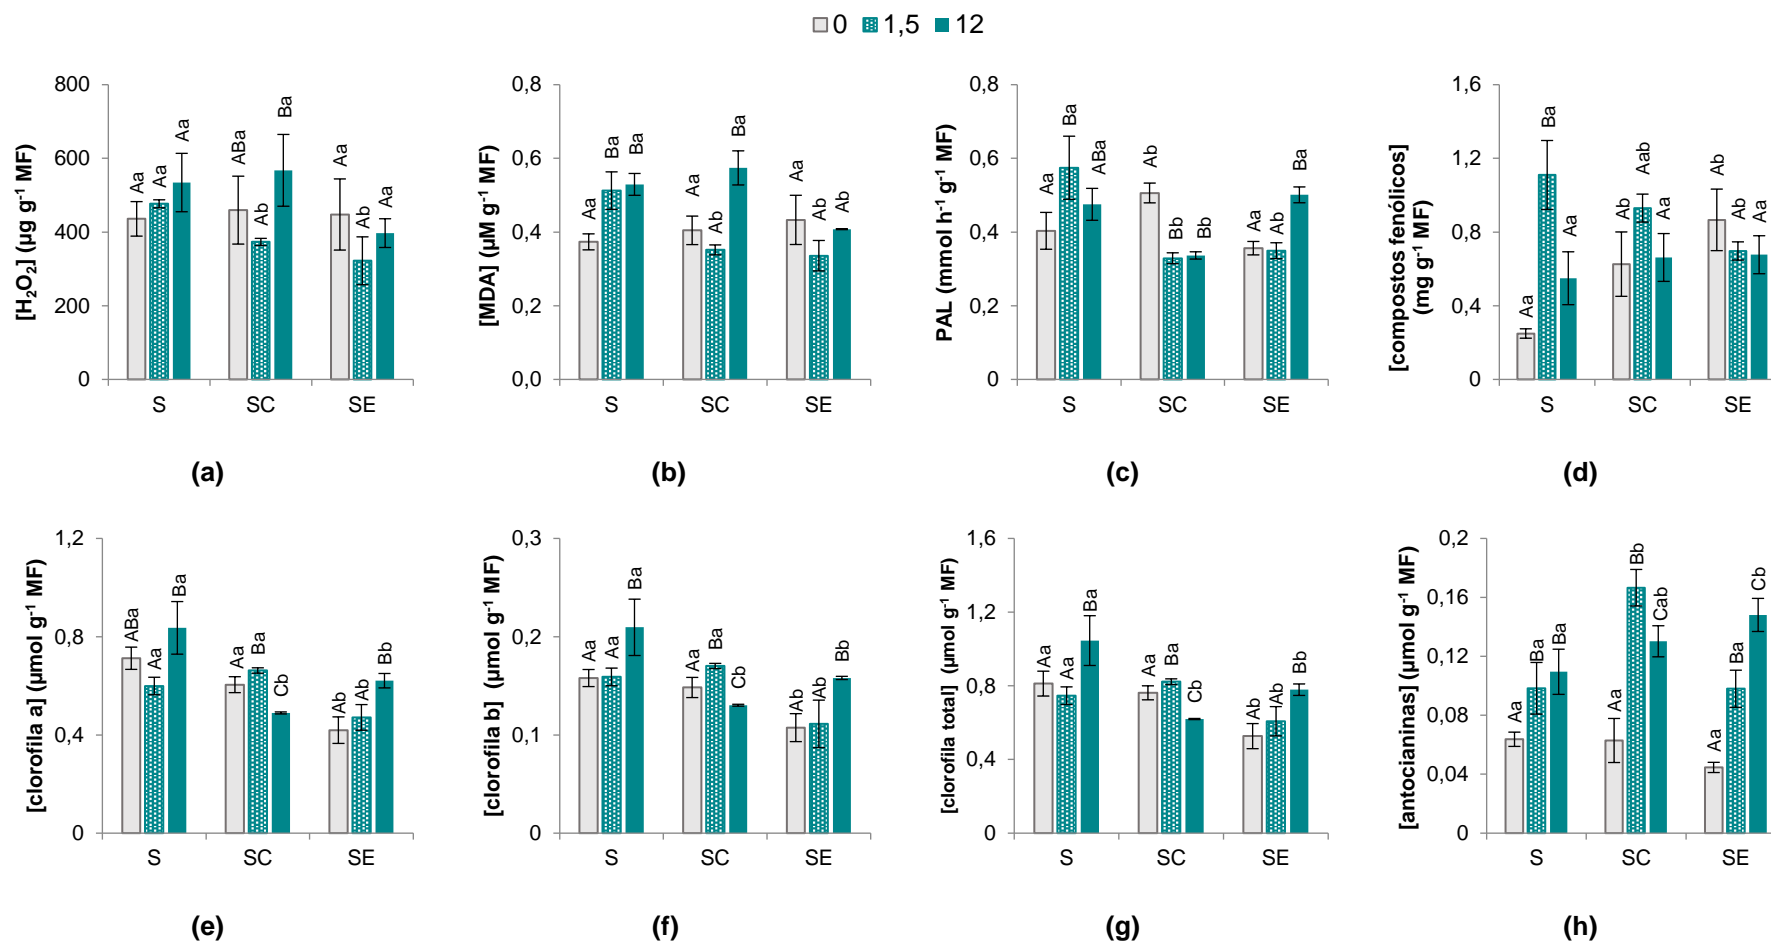 0 1,5 12
[H₂O₂] (µg g⁻¹ MF)
800
600
400
200
0
Aa Aa Aa ABa Ab Ba Aa Ab Aa
S SC SE
(a)
[MDA] (µM g⁻¹ MF)
0,8
0,6
0,4
0,2
0,0
Aa Ba Ba Aa Ab Ba Aa Ab Ab
S SC SE
(b)
PAL (mmol h⁻¹ g⁻¹ MF)
0,8
0,6
0,4
0,2
0
Aa Ba ABa Ab Bb Bb Aa Ab Ba
S SC SE
(c)
[compostos fenólicos]
(mg g⁻¹ MF)
1,6
1,2
0,8
0,4
0
Aa Ba Aa Ab Aab Aa Ab Ab Aa
S SC SE
(d)
[clorofila a] (µmol g⁻¹ MF)
1,2
0,8
0,4
0
ABa Aa Ba Aa Ba Cb Ab Ab Bb
S SC SE
(e)
[clorofila b] (µmol g⁻¹ MF)
0,3
0,2
0,1
0
Aa Aa Ba Aa Ba Cb Ab Ab Bb
S SC SE
(f)
[clorofila total] (µmol g⁻¹ MF)
1,6
1,2
0,8
0,4
0
Aa Aa Ba Aa Ba Cb Ab Ab Bb
S SC SE
(g)
[antocianinas] (µmol g⁻¹ MF)
0,2
0,16
0,12
0,08
0,04
0
Aa Ba Ba Aa Bb Cab Aa Ba Cb
S SC SE
(h)